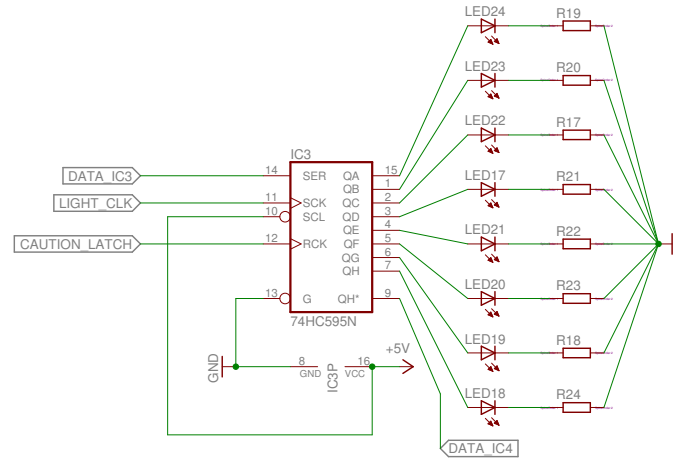 LED24 R19
LED23 R20
LED22 R17
IC3
DATA_IC3 14 SER QA 15
QB 1
LED17 R21
LIGHT_CLK 11 SCK QC 2
10 SCL QD 3
QE 4
LED21 R22
CAUTION_LATCH 12 RCK QF 5
QG 6
QH 7
LED20 R23
13 G QH* 9
74HC595N
LED19 R18
+5V
GND 8 GND IC3P 16 VCC
LED18 R24
DATA_IC4